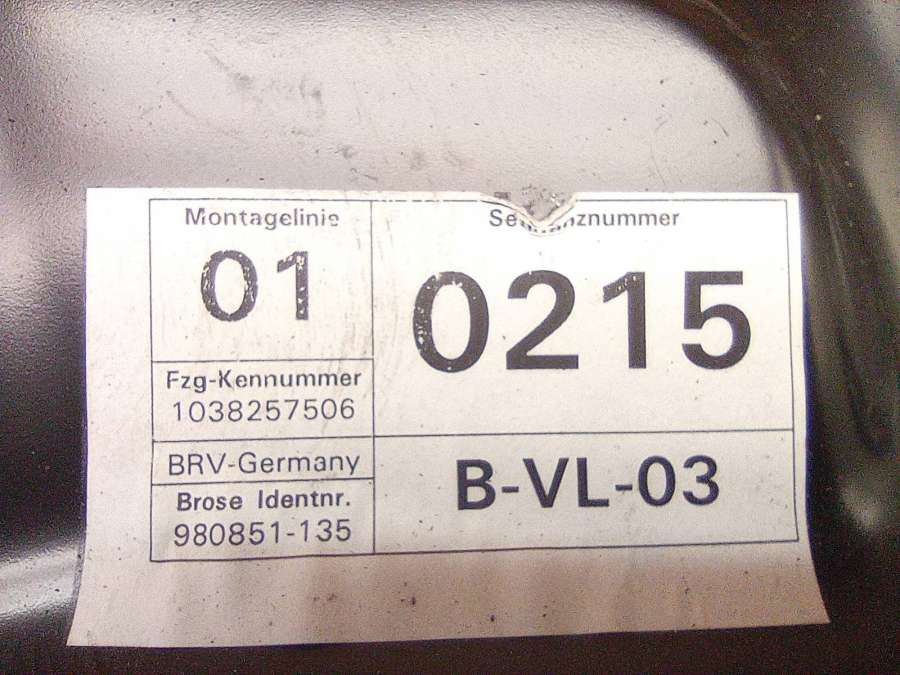 Montagelinie
01
Fzg-Kennummer
1038257506
BRV-Germany
Brose Identnr.
980851-135
0215
B-VL-03